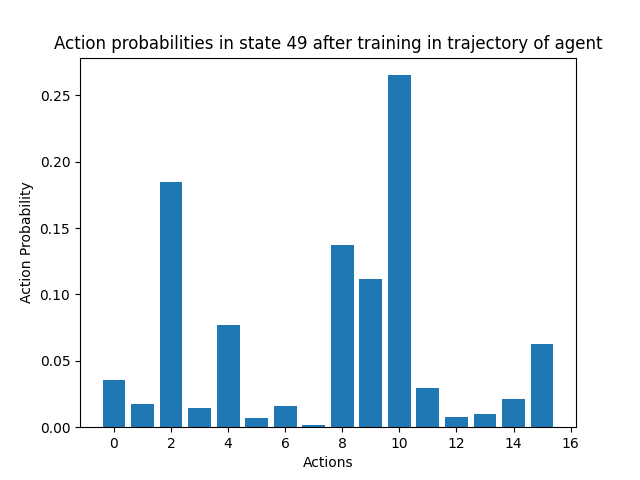 Action probabilities in state 49 after training in trajectory of agent
Action Probability
0.25
0.20
0.15
0.10
0.05
0.00
0 2 4 6 8 10 12 14 16
Actions